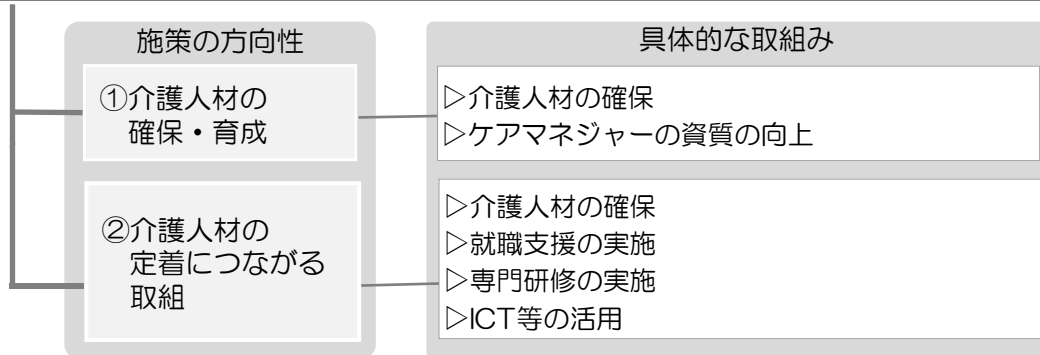 施策の方向性
具体的な取組み
①介護人材の
確保・育成
▷介護人材の確保
▷ケアマネジャーの資質の向上
②介護人材の
定着につながる
取組
▷介護人材の確保
▷就職支援の実施
▷専門研修の実施
▷ICT等の活用